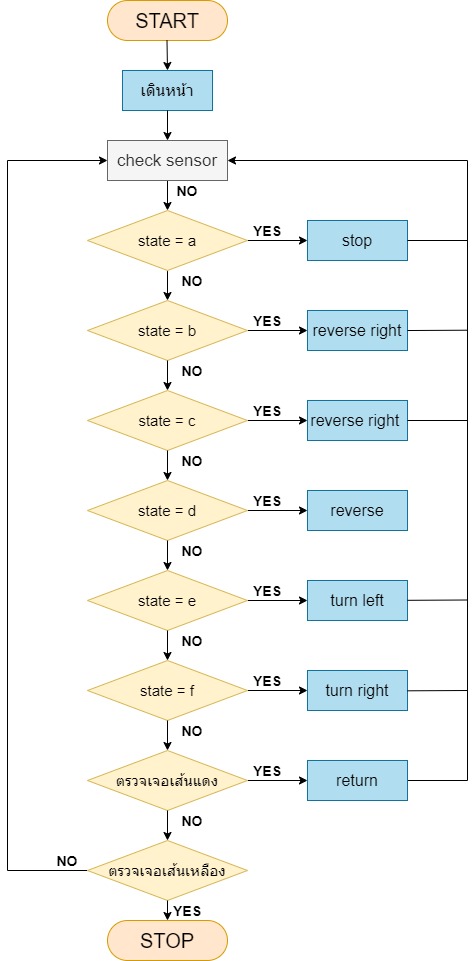 START
เดินหน้า
check sensor
NO
state = a
YES
stop
NO
state = b
YES
reverse right
NO
state = c
YES
reverse right
NO
state = d
YES
reverse
NO
state = e
YES
turn left
NO
state = f
YES
turn right
NO
ตรวจเจอเส้นแดง
YES
return
NO
ตรวจเจอเส้นเหลือง
NO
YES
STOP